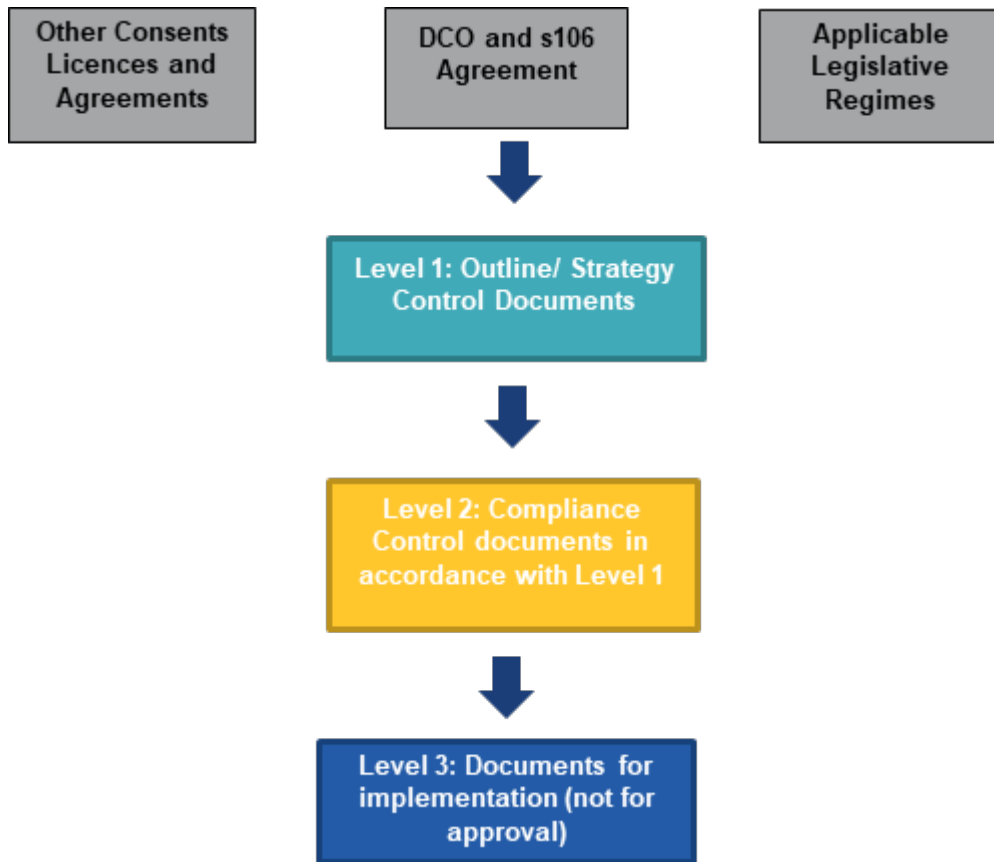 Other Consents
Licences and
Agreements
DCO and s106
Agreement
Applicable
Legislative
Regimes
Level 1: Outline/ Strategy
Control Documents
Level 2: Compliance
Control documents in
accordance with Level 1
Level 3: Documents for
implementation (not for
approval)